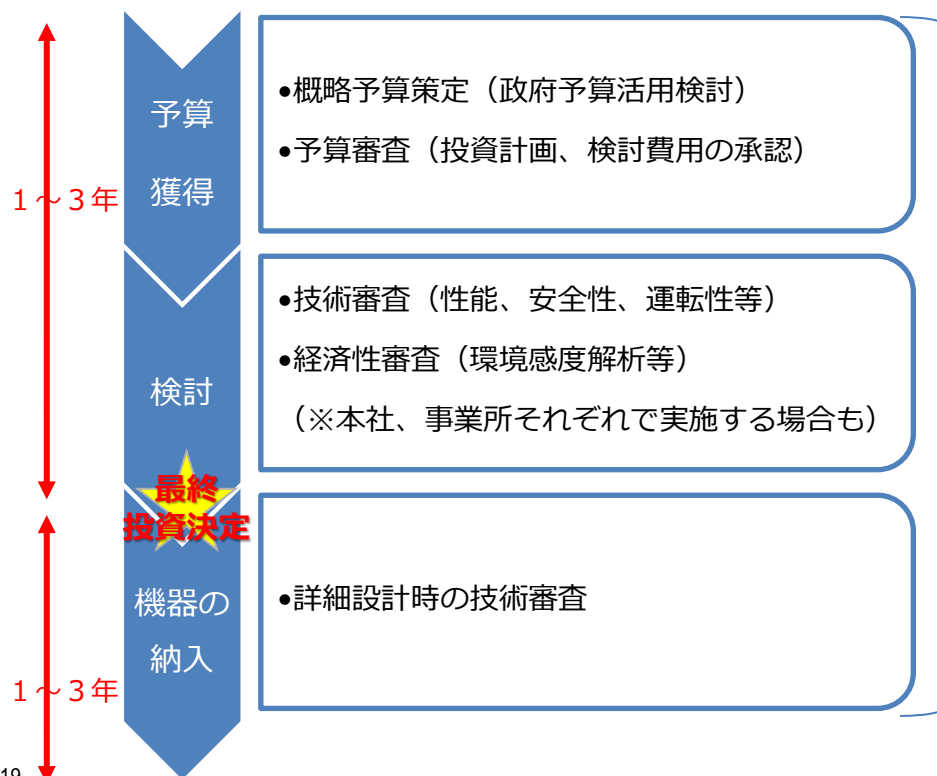 予算
獲得
•概略予算策定（政府予算活用検討）
•予算審査（投資計画、検討費用の承認）
１～３年
検討
•技術審査（性能、安全性、運転性等）
•経済性審査（環境感度解析等）
（※本社、事業所それぞれで実施する場合も）
最終
投資決定
機器の
納入
•詳細設計時の技術審査
１～３年
19